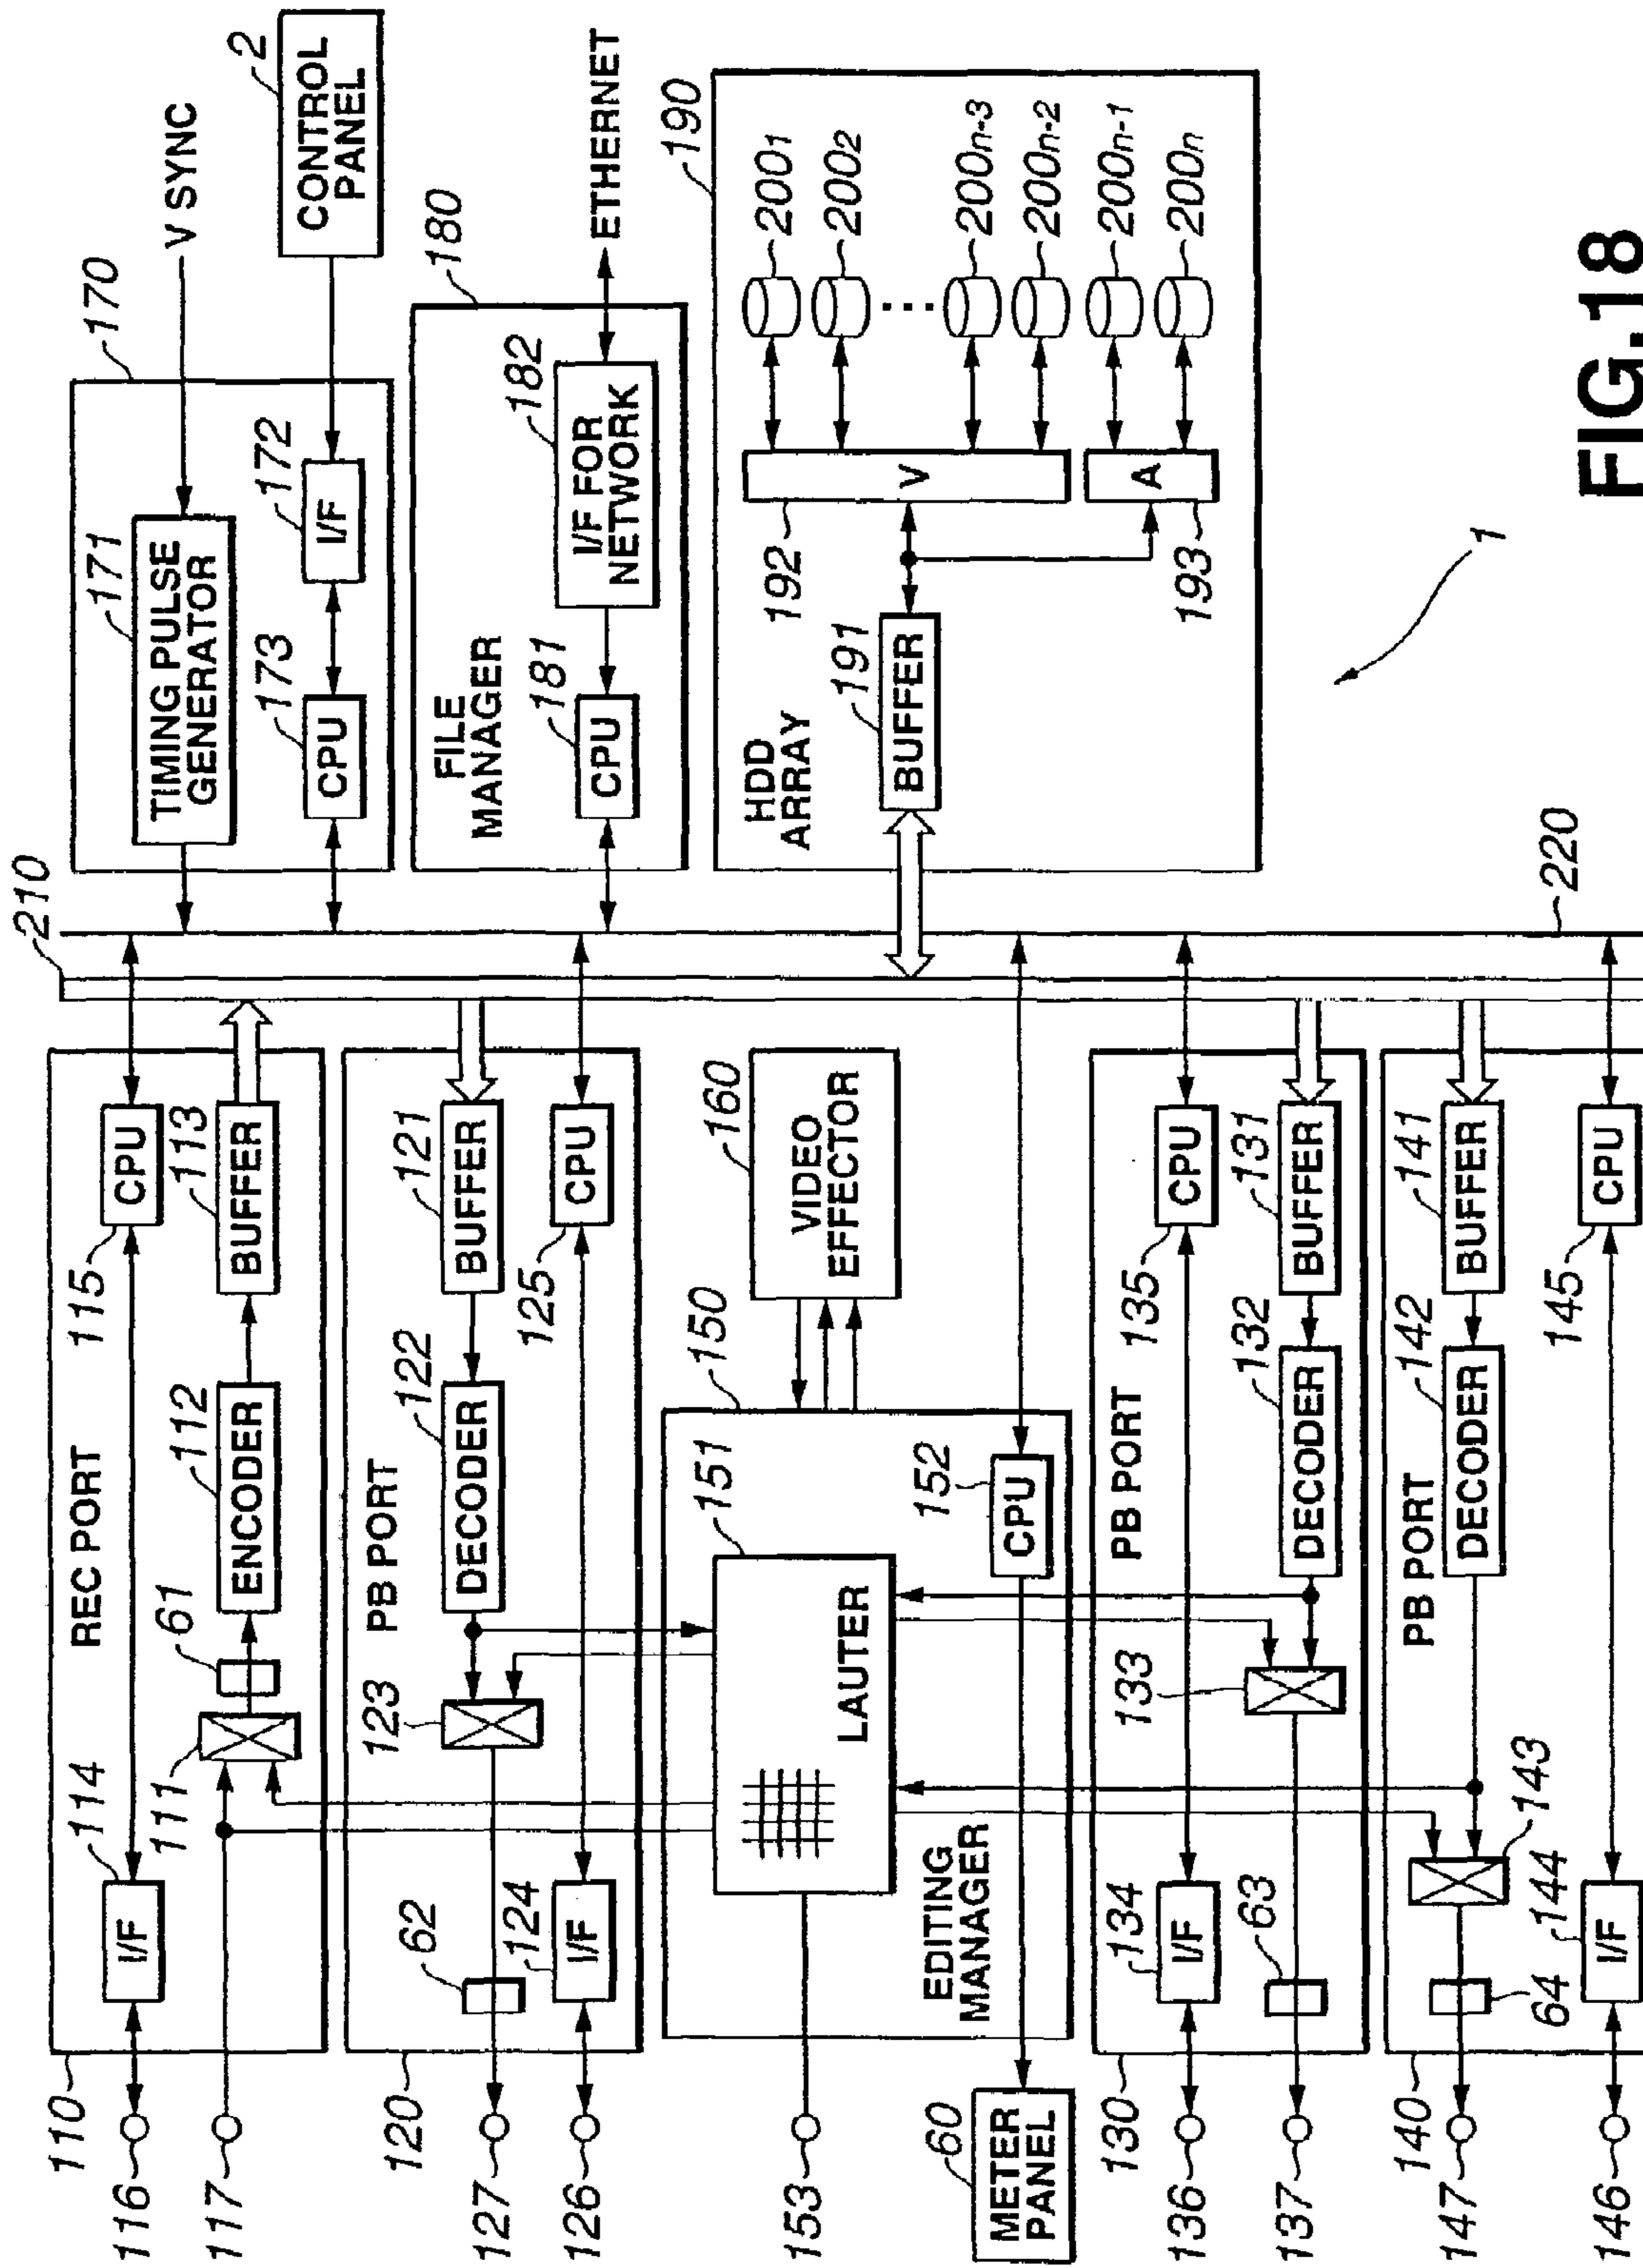 210
170
171
TIMING PULSE
GENERATOR
V SYNC
2
CONTROL
PANEL
173
CPU
172
I/F
180
FILE
MANAGER
181
CPU
182
I/F FOR
NETWORK
ETHERNET
190
HDD
ARRAY
191
BUFFER
192
V
193
A
2001
2002
...
200n-3
200n-2
200n-1
200n
220
1
110
REC PORT
116
114
I/F
115
CPU
117
111
61
112
ENCODER
113
BUFFER
120
PB PORT
127
62
123
122
DECODER
121
BUFFER
126
124
I/F
125
CPU
150
160
VIDEO
EFFECTOR
153
151
LAUTER
EDITING
MANAGER
152
CPU
60
METER
PANEL
130
PB PORT
136
134
I/F
135
CPU
137
63
133
132
DECODER
131
BUFFER
140
PB PORT
147
64
143
142
DECODER
141
BUFFER
146
144
I/F
145
CPU
FIG.18